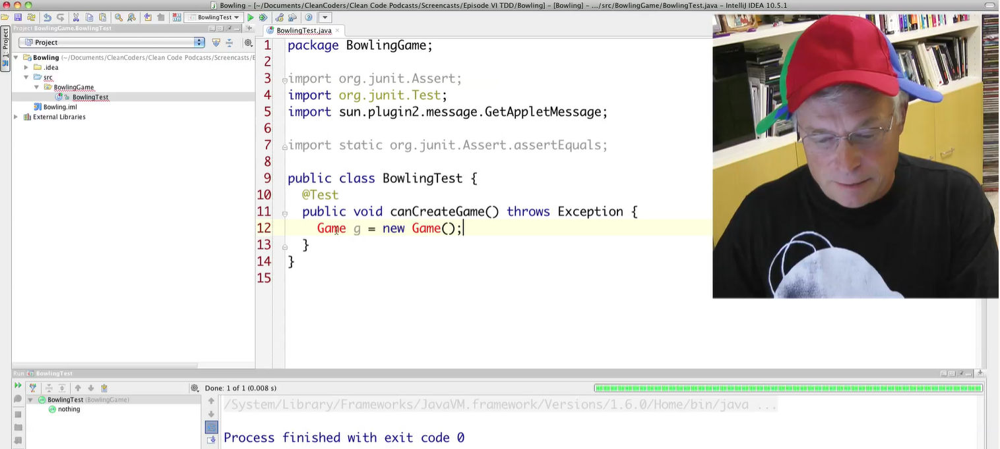 Bowling – [~/Documents/CleanCoders/Clean Code Podcasts/Screencasts/Episode VI TDD/Bowling] – [Bowling] – .../src/BowlingGame/BowlingTest.java – IntelliJ IDEA 10.5.1
BowlingTest
Project BowlingGame.BowlingTest
BowlingTest.java
1: Project
Project
Bowling (~/Documents/CleanCoders/Clean Code Podcasts/Screencasts/E
.idea
src
BowlingGame
BowlingTest
Bowling.iml
External Libraries
1 package BowlingGame;
2
3 import org.junit.Assert;
4 import org.junit.Test;
5 import sun.plugin2.message.GetAppletMessage;
6
7 import static org.junit.Assert.assertEquals;
8
9 public class BowlingTest {
10 @Test
11 public void canCreateGame() throws Exception {
12 Game g = new Game();
13 }
14 }
15
Run BowlingTest
Done: 1 of 1 (0.008 s)
BowlingTest (BowlingGame)
nothing
/System/Library/Frameworks/JavaVM.framework/Versions/1.6.0/Home/bin/java ...
Process finished with exit code 0